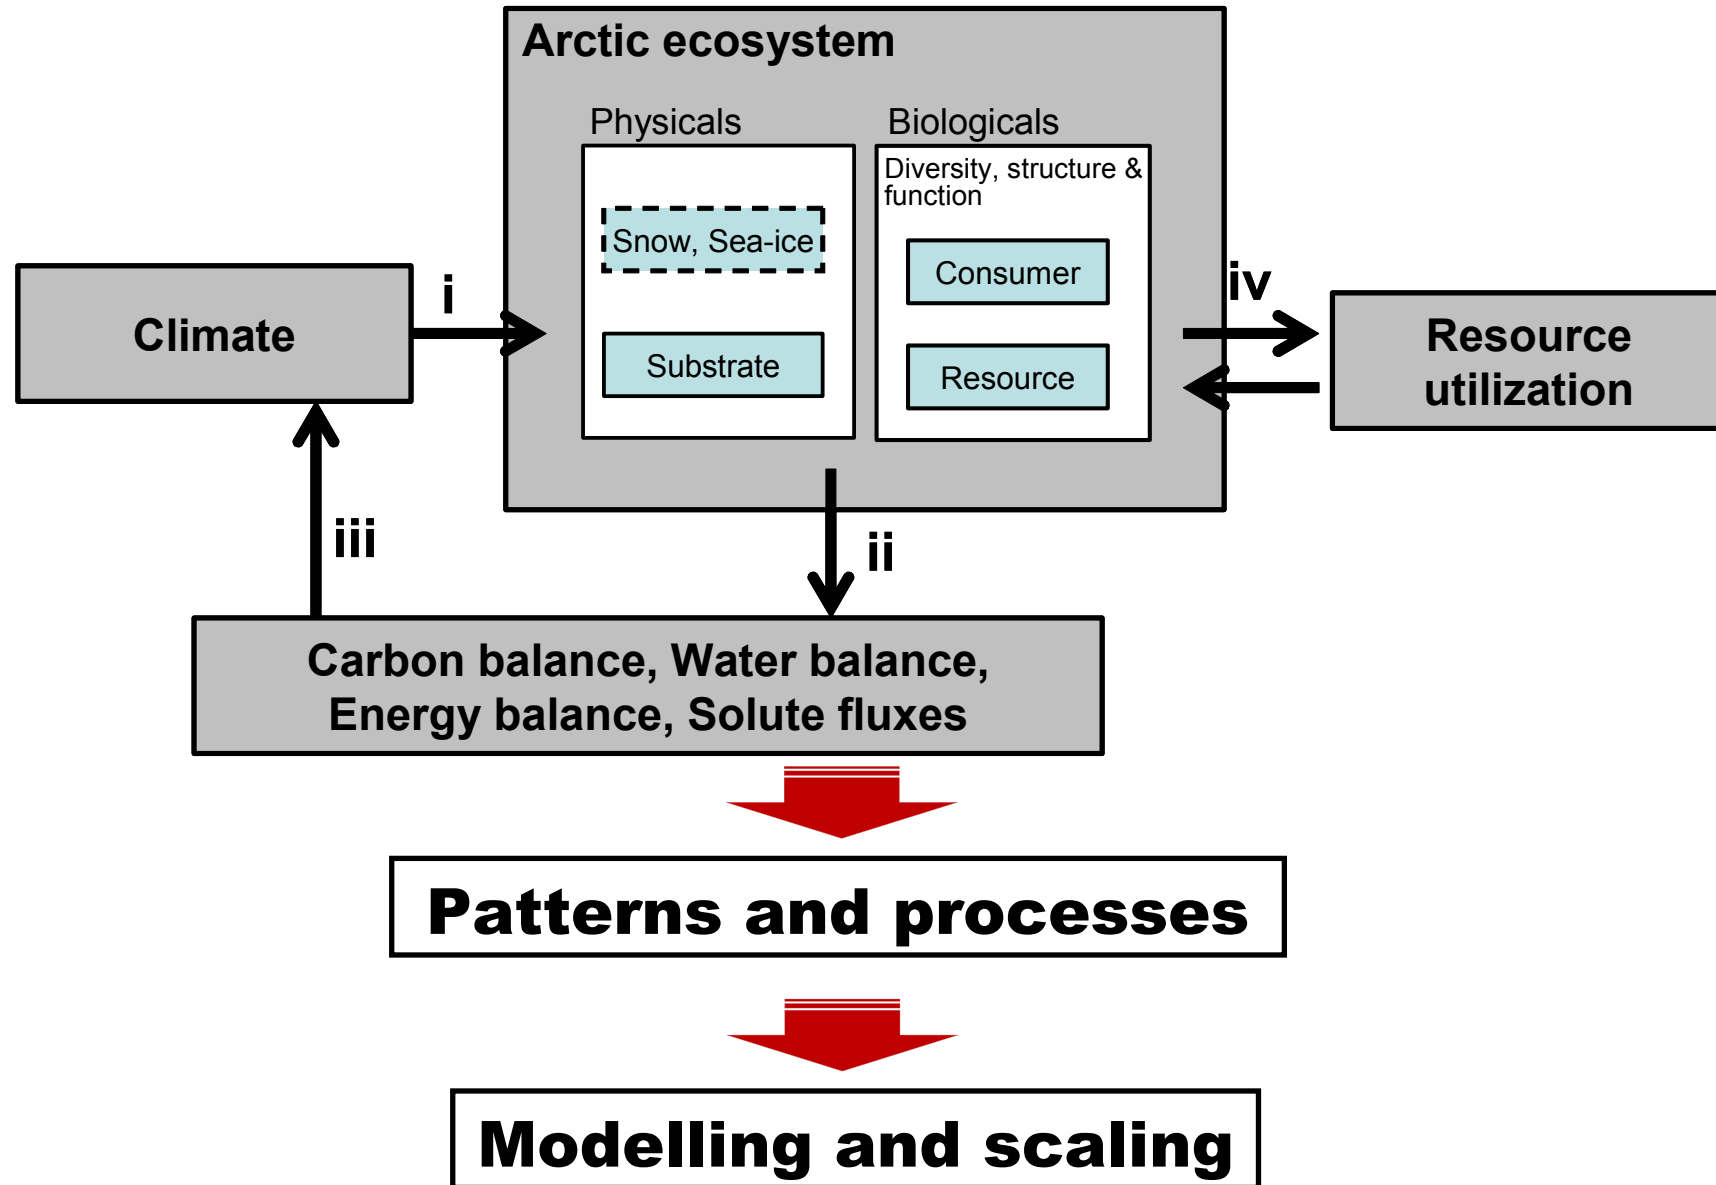 Arctic ecosystem
Physicals
Biologicals
Diversity, structure &
function
Snow, Sea-ice
Consumer
Substrate
Resource
Climate
i
iv
Resource
utilization
iii
ii
Carbon balance, Water balance,
Energy balance, Solute fluxes
Patterns and processes
Modelling and scaling